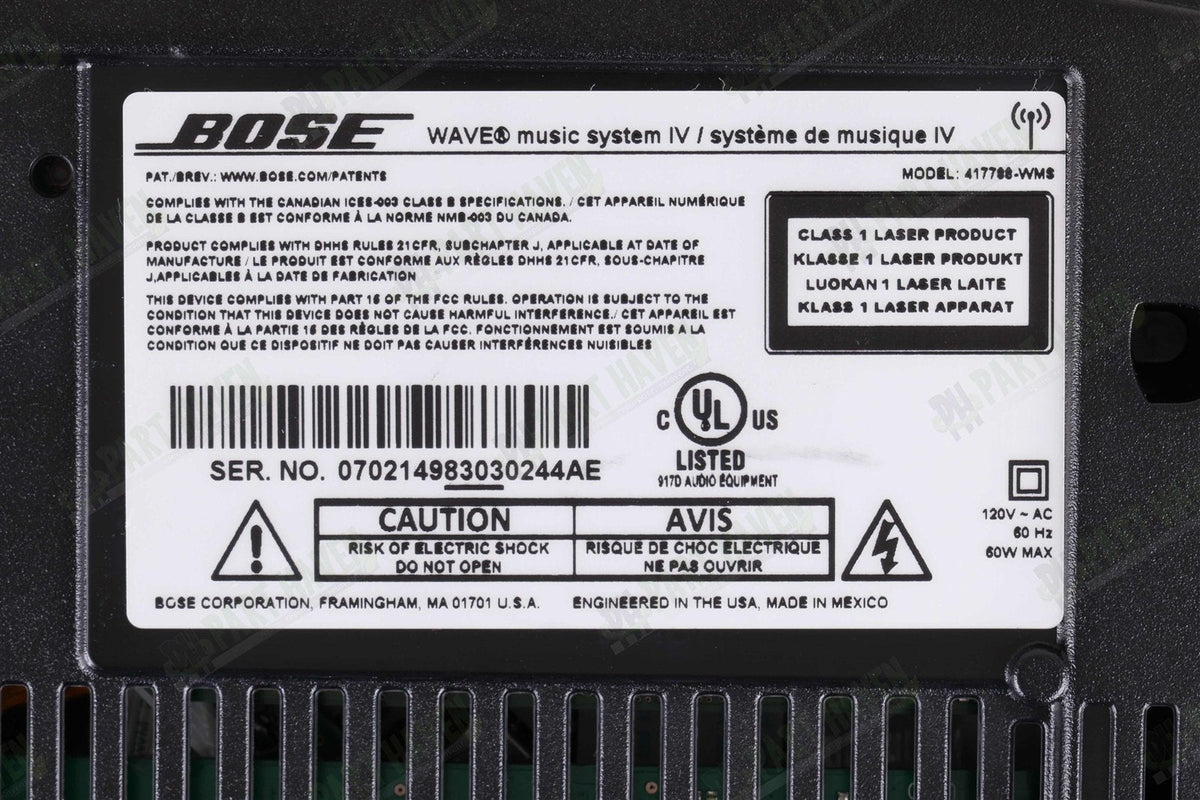 BOSE WAVE® music system IV / système de musique IV
PAT./BREV.: WWW.BOSE.COM/PATENTS
MODEL: 417788-WMS
COMPLIES WITH THE CANADIAN ICES-003 CLASS B SPECIFICATIONS. / CET APPAREIL NUMÉRIQUE
DE LA CLASSE B EST CONFORME À LA NORME NMB-003 DU CANADA.
PRODUCT COMPLIES WITH DHHS RULES 21CFR, SUBCHAPTER J, APPLICABLE AT DATE OF
MANUFACTURE / LE PRODUIT EST CONFORME AUX RÈGLES DHHS 21CFR, SOUS-CHAPITRE
J,APPLICABLES À LA DATE DE FABRICATION
THIS DEVICE COMPLIES WITH PART 15 OF THE FCC RULES. OPERATION IS SUBJECT TO THE
CONDITION THAT THIS DEVICE DOES NOT CAUSE HARMFUL INTERFERENCE./ CET APPAREIL EST
CONFORME À LA PARTIE 15 DES RÈGLES DE LA FCC. FONCTIONNEMENT EST SOUMIS A LA
CONDITION QUE CE DISPOSITIF NE DOIT PAS CAUSER INTERFÉRENCES NUISIBLES
CLASS 1 LASER PRODUCT
KLASSE 1 LASER PRODUKT
LUOKAN 1 LASER LAITE
KLASS 1 LASER APPARAT
SER. NO. 070214983030244AE
C UL US
LISTED
917D AUDIO EQUIPMENT
120V ~ AC
60 Hz
60W MAX
CAUTION
RISK OF ELECTRIC SHOCK
DO NOT OPEN
AVIS
RISQUE DE CHOC ELECTRIQUE
NE PAS OUVRIR
BOSE CORPORATION, FRAMINGHAM, MA 01701 U.S.A.
ENGINEERED IN THE USA, MADE IN MEXICO
PART HAVEN